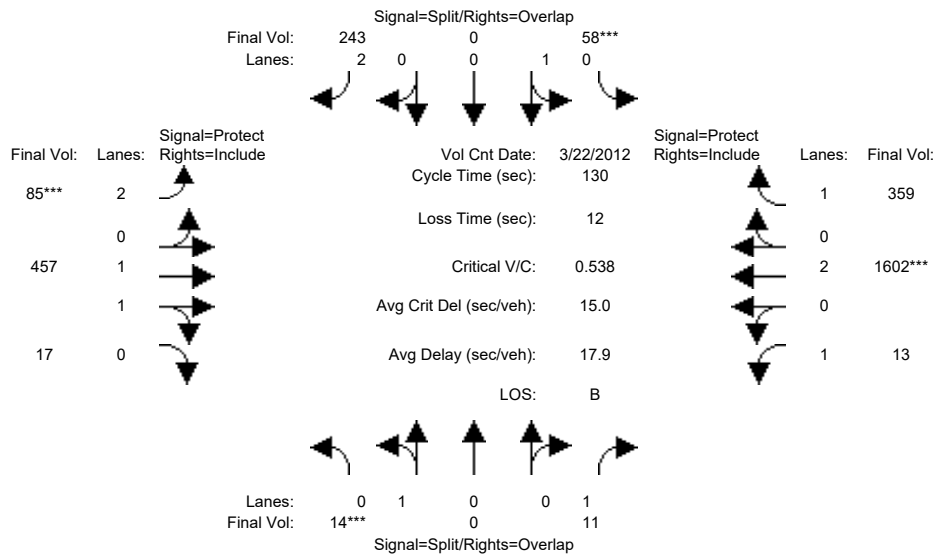 Signal=Split/Rights=Overlap
Final Vol: 243 0 58***
Lanes: 2 0 0 1 0
Signal=Protect
Final Vol: Lanes: Rights=Include
Vol Cnt Date: 3/22/2012
Signal=Protect
Rights=Include Lanes: Final Vol:
Cycle Time (sec): 130
85*** 2
1 359
Loss Time (sec): 12
0
0
457 1
Critical V/C: 0.538
2 1602***
1
Avg Crit Del (sec/veh): 15.0
0
17 0
Avg Delay (sec/veh): 17.9
1 13
LOS: B
Lanes: 0 1 0 0 1
Final Vol: 14*** 0 11
Signal=Split/Rights=Overlap